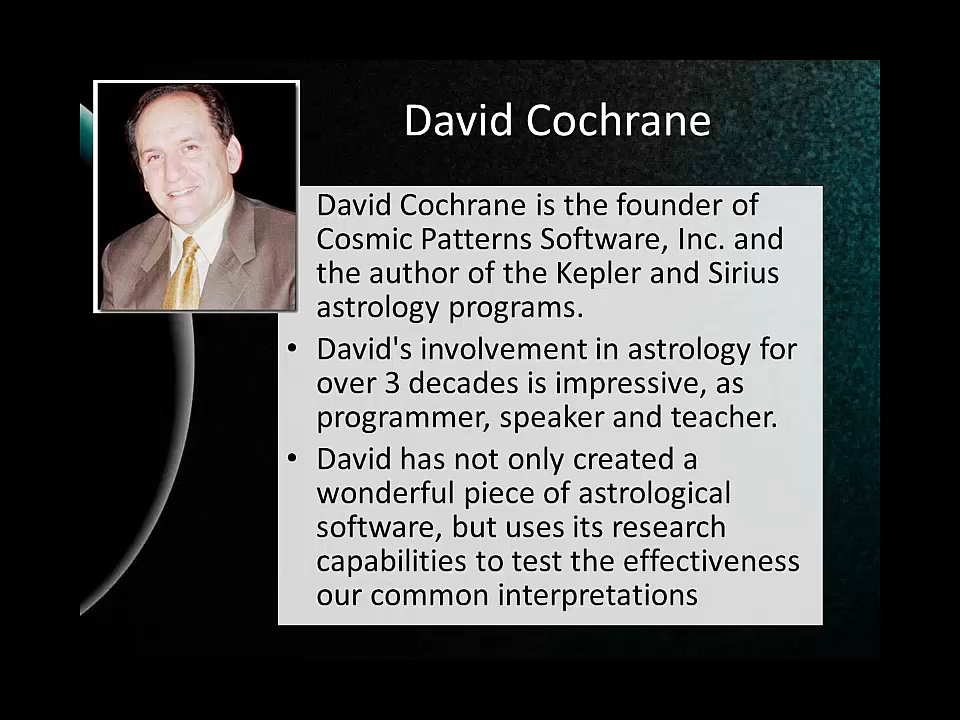 David Cochrane
David Cochrane is the founder of
Cosmic Patterns Software, Inc. and
the author of the Kepler and Sirius
astrology programs.
• David's involvement in astrology for
over 3 decades is impressive, as
programmer, speaker and teacher.
• David has not only created a
wonderful piece of astrological
software, but uses its research
capabilities to test the effectiveness
our common interpretations